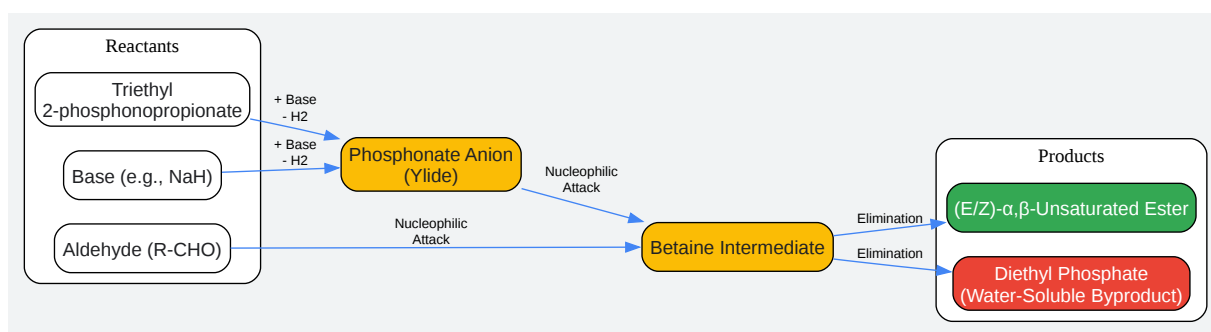 Reactants
Triethyl
2-phosphonopropionate
+ Base
- H2
+ Base
- H2
Base (e.g., NaH)
Phosphonate Anion
(Ylide)
Nucleophilic
Attack
Aldehyde (R-CHO)
Nucleophilic
Attack
Betaine Intermediate
Elimination
Elimination
Products
(E/Z)-α,β-Unsaturated Ester
Diethyl Phosphate
(Water-Soluble Byproduct)